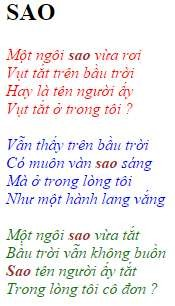 SAO
Một ngôi sao vừa rơi
Vụt tắt trên bầu trời
Hay là tên người ấy
Vụt tắt ở trong tôi ?
Vẫn thấy trên bầu trời
Có muôn vàn sao sáng
Mà ở trong lòng tôi
Như một hành lang vắng
Một ngôi sao vừa tắt
Bầu trời vẫn không buồn
Sao tên người ấy tắt
Trong lòng tôi cô đơn ?